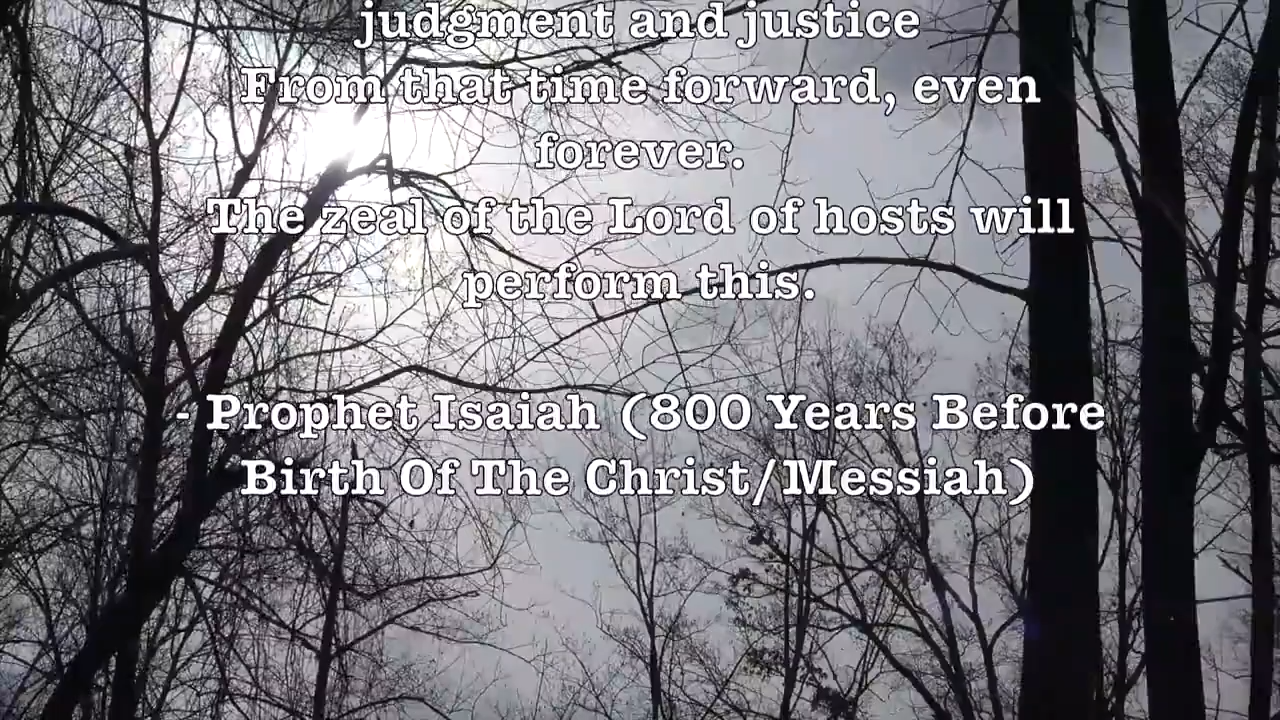 judgment and justice
From that time forward, even
forever.
The zeal of the Lord of hosts will
perform this.
- Prophet Isaiah (800 Years Before
Birth Of The Christ/Messiah)